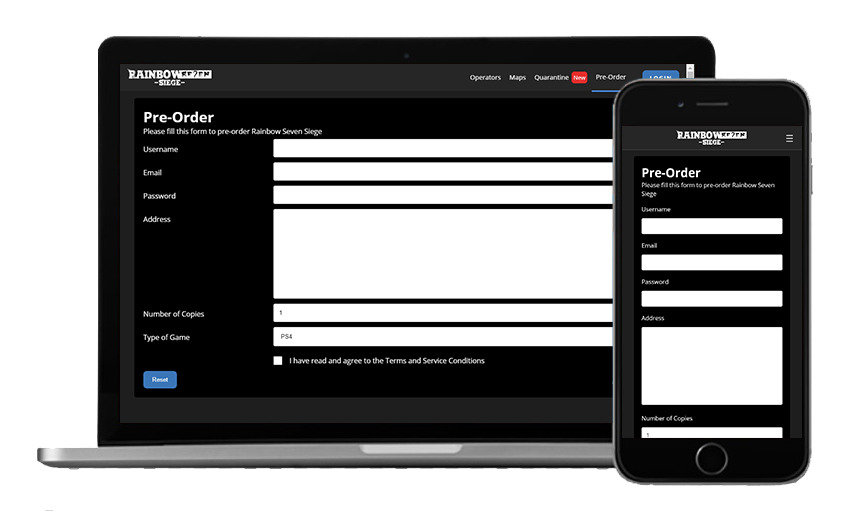 RAINBOW SE7EN
-SIEGE-
Operators Maps Quarantine New Pre-Order LOGIN
Pre-Order
Please fill this form to pre-order Rainbow Seven Siege
Username
Email
Password
Address
Number of Copies
1
Type of Game
PS4
I have read and agree to the Terms and Service Conditions
Reset
RAINBOW SE7EN
-SIEGE-
Pre-Order
Please fill this form to pre-order Rainbow Seven
Siege
Username
Email
Password
Address
Number of Copies
1